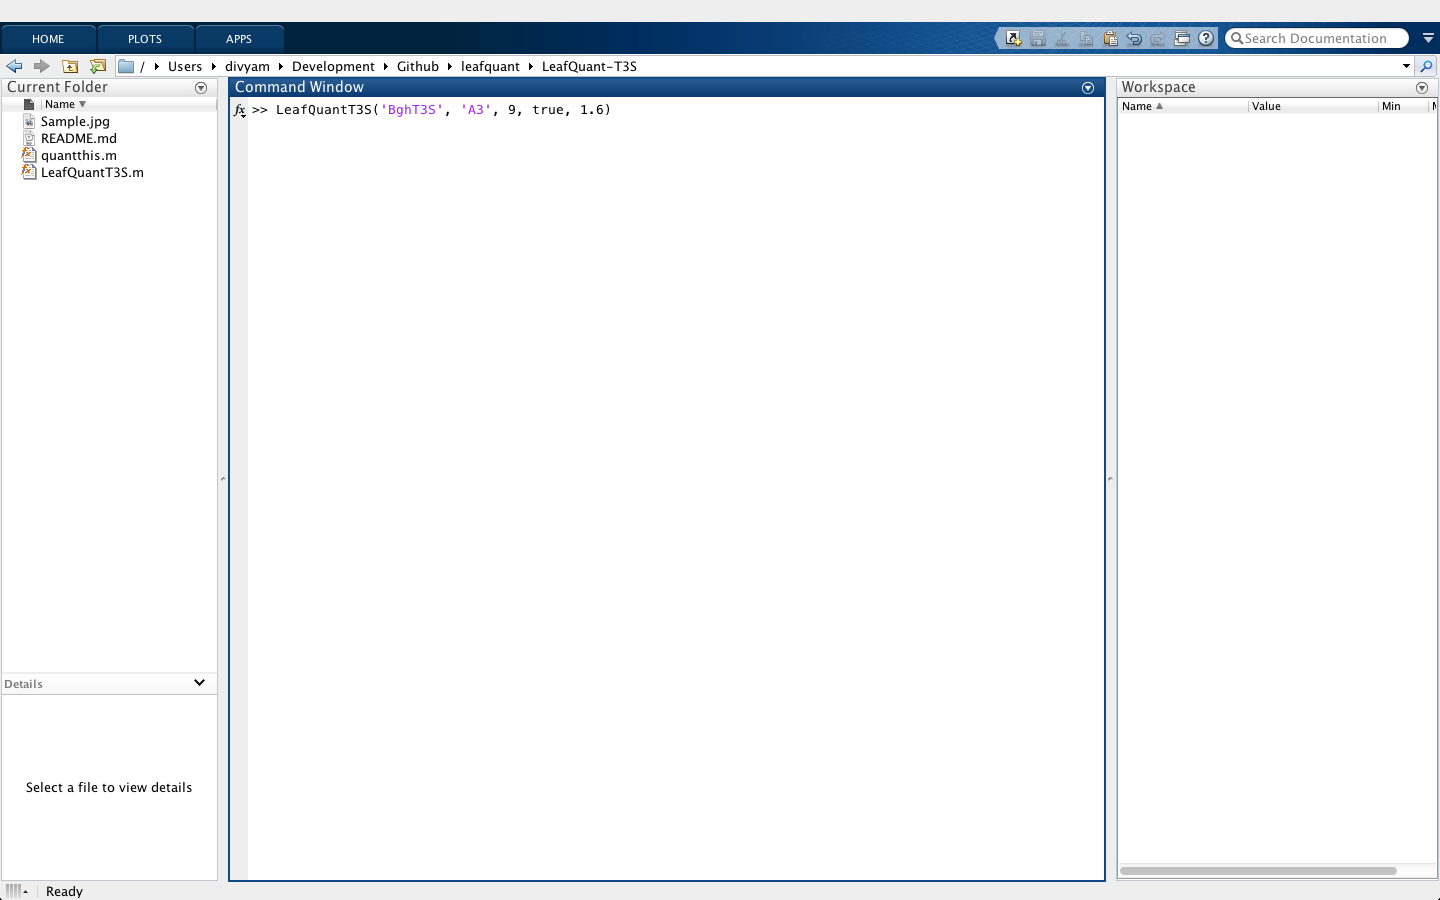 HOME PLOTS APPS Search Documentation
/ Users divyam Development Github leafquant LeafQuant-T3S
Current Folder
Name
Sample.jpg
README.md
quantthis.m
LeafQuantT3S.m
Details
Select a file to view details
Command Window
fx >> LeafQuantT3S('BghT3S', 'A3', 9, true, 1.6)
Workspace
Name Value Min
Ready